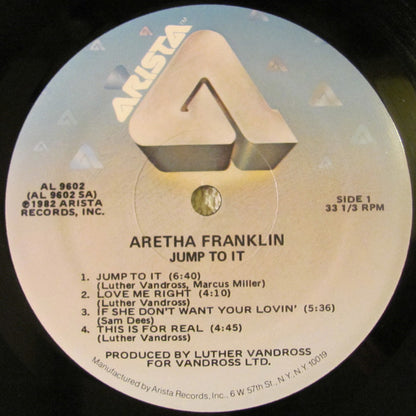 ARISTA™
AL 9602
(AL 9602 SA)
℗1982 ARISTA
RECORDS, INC.
SIDE 1
33 1/3 RPM
ARETHA FRANKLIN
JUMP TO IT
1. JUMP TO IT (6:40)
(Luther Vandross, Marcus Miller)
2. LOVE ME RIGHT (4:10)
(Luther Vandross)
3. IF SHE DON'T WANT YOUR LOVIN' (5:36)
(Sam Dees)
4. THIS IS FOR REAL (4:45)
(Luther Vandross)
PRODUCED BY LUTHER VANDROSS
FOR VANDROSS LTD.
Manufactured by Arista Records, Inc., 6 W 57th St., N.Y., N.Y. 10019